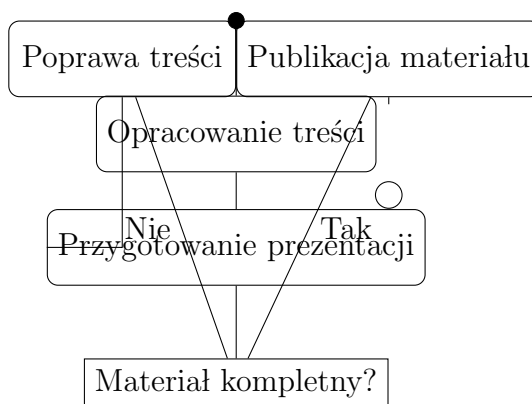 Poprawa treści
Publikacja materiału
Opracowanie treści
Nie
Tak
Przygotowanie prezentacji
Materiał kompletny?